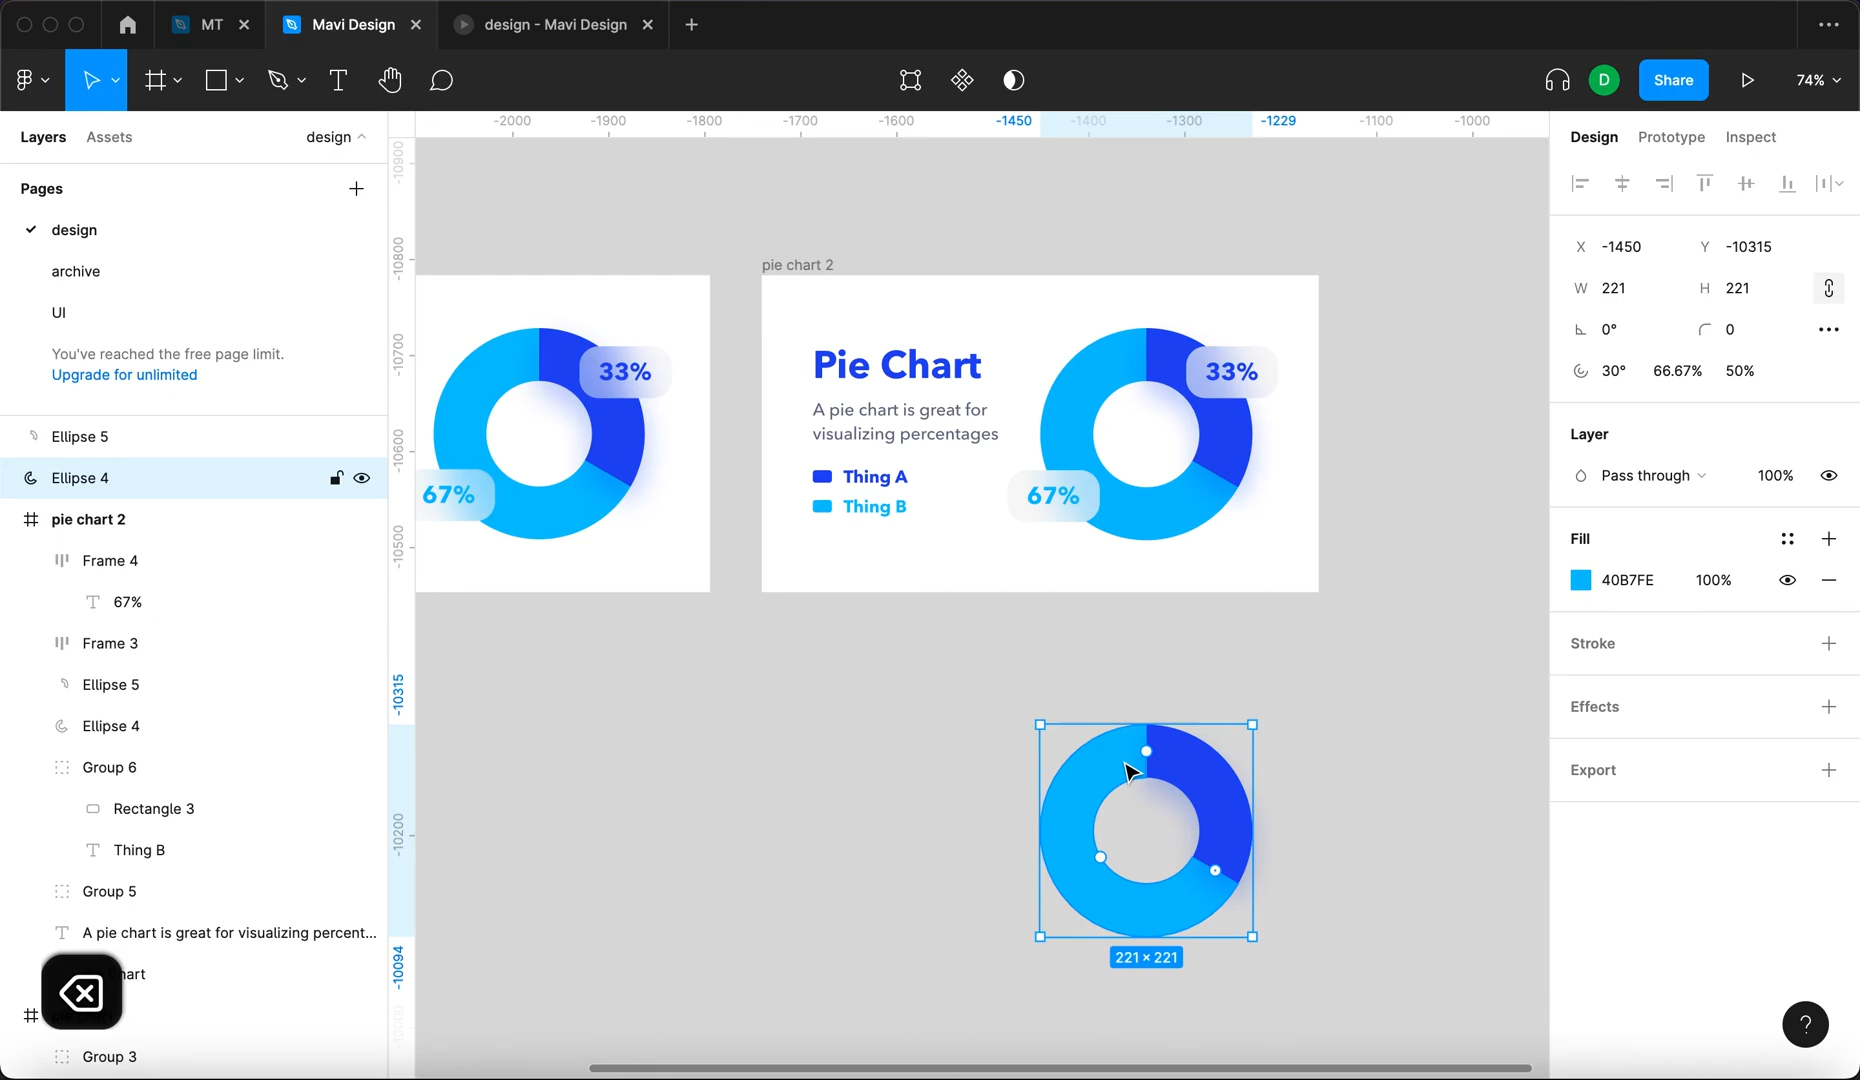 MT
Mavi Design
design - Mavi Design
D
Share
74%
Layers
Assets
design
Pages
design
archive
UI
You've reached the free page limit.
Upgrade for unlimited
Ellipse 5
Ellipse 4
pie chart 2
Frame 4
67%
Frame 3
Ellipse 5
Ellipse 4
Group 6
Rectangle 3
Thing B
Group 5
A pie chart is great for visualizing percent...
hart
Group 3
-2000
-1900
-1800
-1700
-1600
-1450
-1400
-1300
-1229
-1100
-1000
-10900
-10800
-10700
-10600
-10500
-10315
-10200
-10094
33%
67%
pie chart 2
Pie Chart
A pie chart is great for
visualizing percentages
Thing A
Thing B
33%
67%
221 × 221
Design
Prototype
Inspect
X -1450
Y -10315
W 221
H 221
0°
0
30°
66.67%
50%
Layer
Pass through
100%
Fill
40B7FE
100%
Stroke
Effects
Export
?